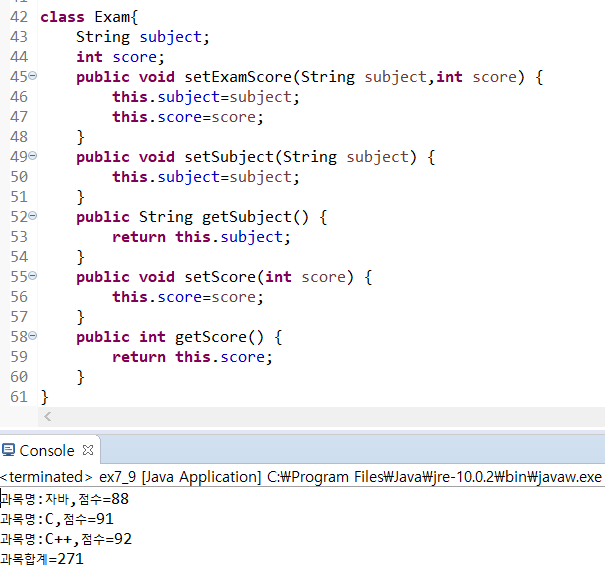 42 class Exam{
43     String subject;
44     int score;
45     public void setExamScore(String subject,int score) {
46         this.subject=subject;
47         this.score=score;
48     }
49     public void setSubject(String subject) {
50         this.subject=subject;
51     }
52     public String getSubject() {
53         return this.subject;
54     }
55     public void setScore(int score) {
56         this.score=score;
57     }
58     public int getScore() {
59         return this.score;
60     }
61 }
Console
<terminated> ex7_9 [Java Application] C:₩Program Files₩Java₩jre-10.0.2₩bin₩javaw.exe
과목명:자바,점수=88
과목명:C,점수=91
과목명:C++,점수=92
과목합계=271